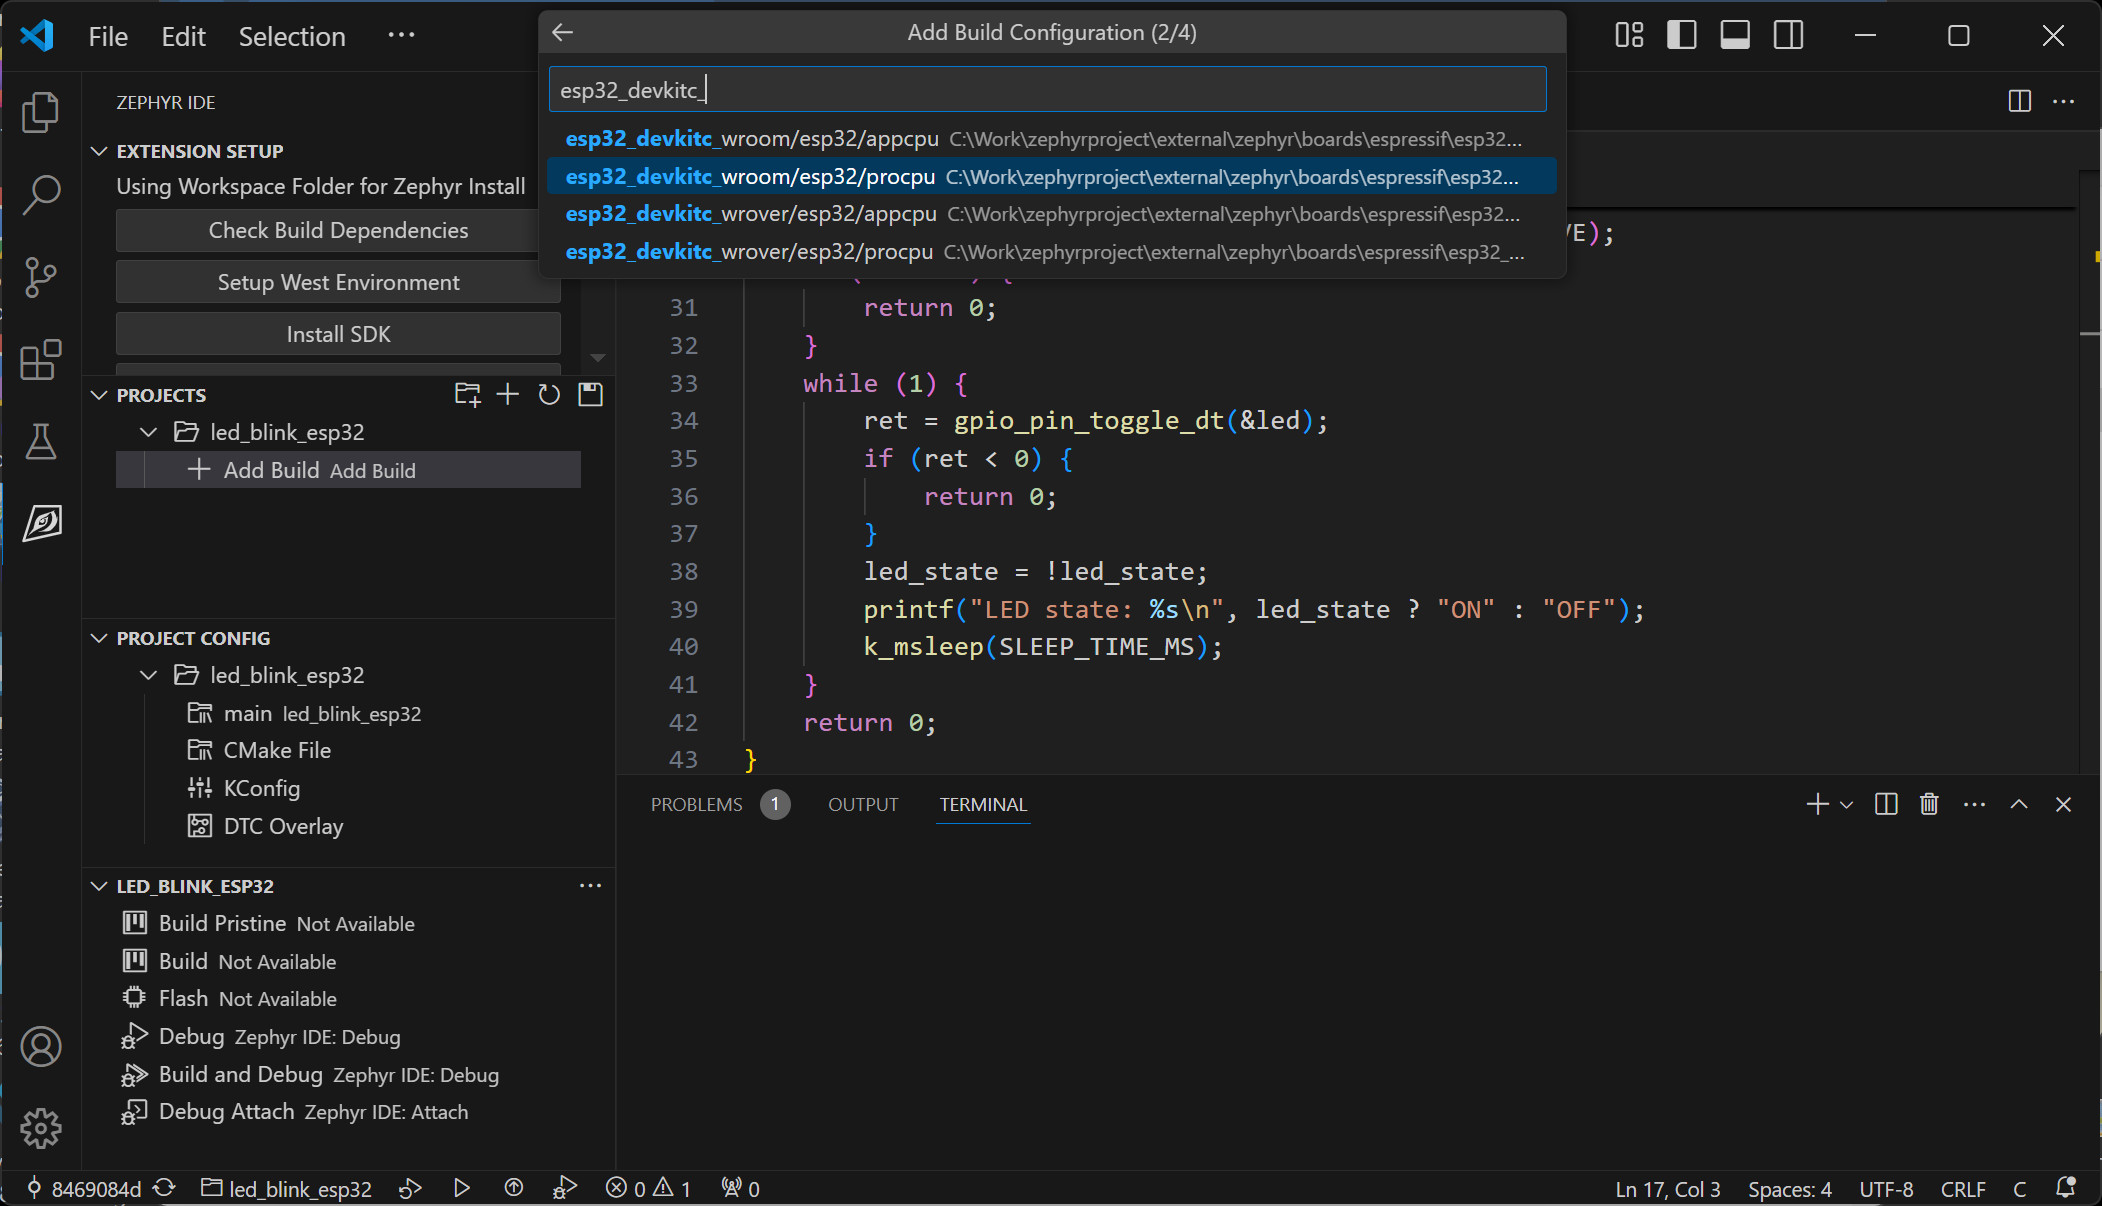 File Edit Selection ···
Add Build Configuration (2/4)
esp32_devkitc_
esp32_devkitc_wroom/esp32/appcpu C:\Work\zephyrproject\external\zephyr\boards\espressif\esp32...
esp32_devkitc_wroom/esp32/procpu C:\Work\zephyrproject\external\zephyr\boards\espressif\esp32...
esp32_devkitc_wrover/esp32/appcpu C:\Work\zephyrproject\external\zephyr\boards\espressif\esp32...
esp32_devkitc_wrover/esp32/procpu C:\Work\zephyrproject\external\zephyr\boards\espressif\esp32_...
ZEPHYR IDE
EXTENSION SETUP
Using Workspace Folder for Zephyr Install
Check Build Dependencies
Setup West Environment
Install SDK
PROJECTS
led_blink_esp32
Add Build Add Build
PROJECT CONFIG
led_blink_esp32
main led_blink_esp32
CMake File
KConfig
DTC Overlay
LED_BLINK_ESP32
Build Pristine Not Available
Build Not Available
Flash Not Available
Debug Zephyr IDE: Debug
Build and Debug Zephyr IDE: Debug
Debug Attach Zephyr IDE: Attach
E);
31 return 0;
32 }
33 while (1) {
34 ret = gpio_pin_toggle_dt(&led);
35 if (ret < 0) {
36 return 0;
37 }
38 led_state = !led_state;
39 printf("LED state: %s\n", led_state ? "ON" : "OFF");
40 k_msleep(SLEEP_TIME_MS);
41 }
42 return 0;
43 }
PROBLEMS 1 OUTPUT TERMINAL
8469084d led_blink_esp32 0 1 0 Ln 17, Col 3 Spaces: 4 UTF-8 CRLF C